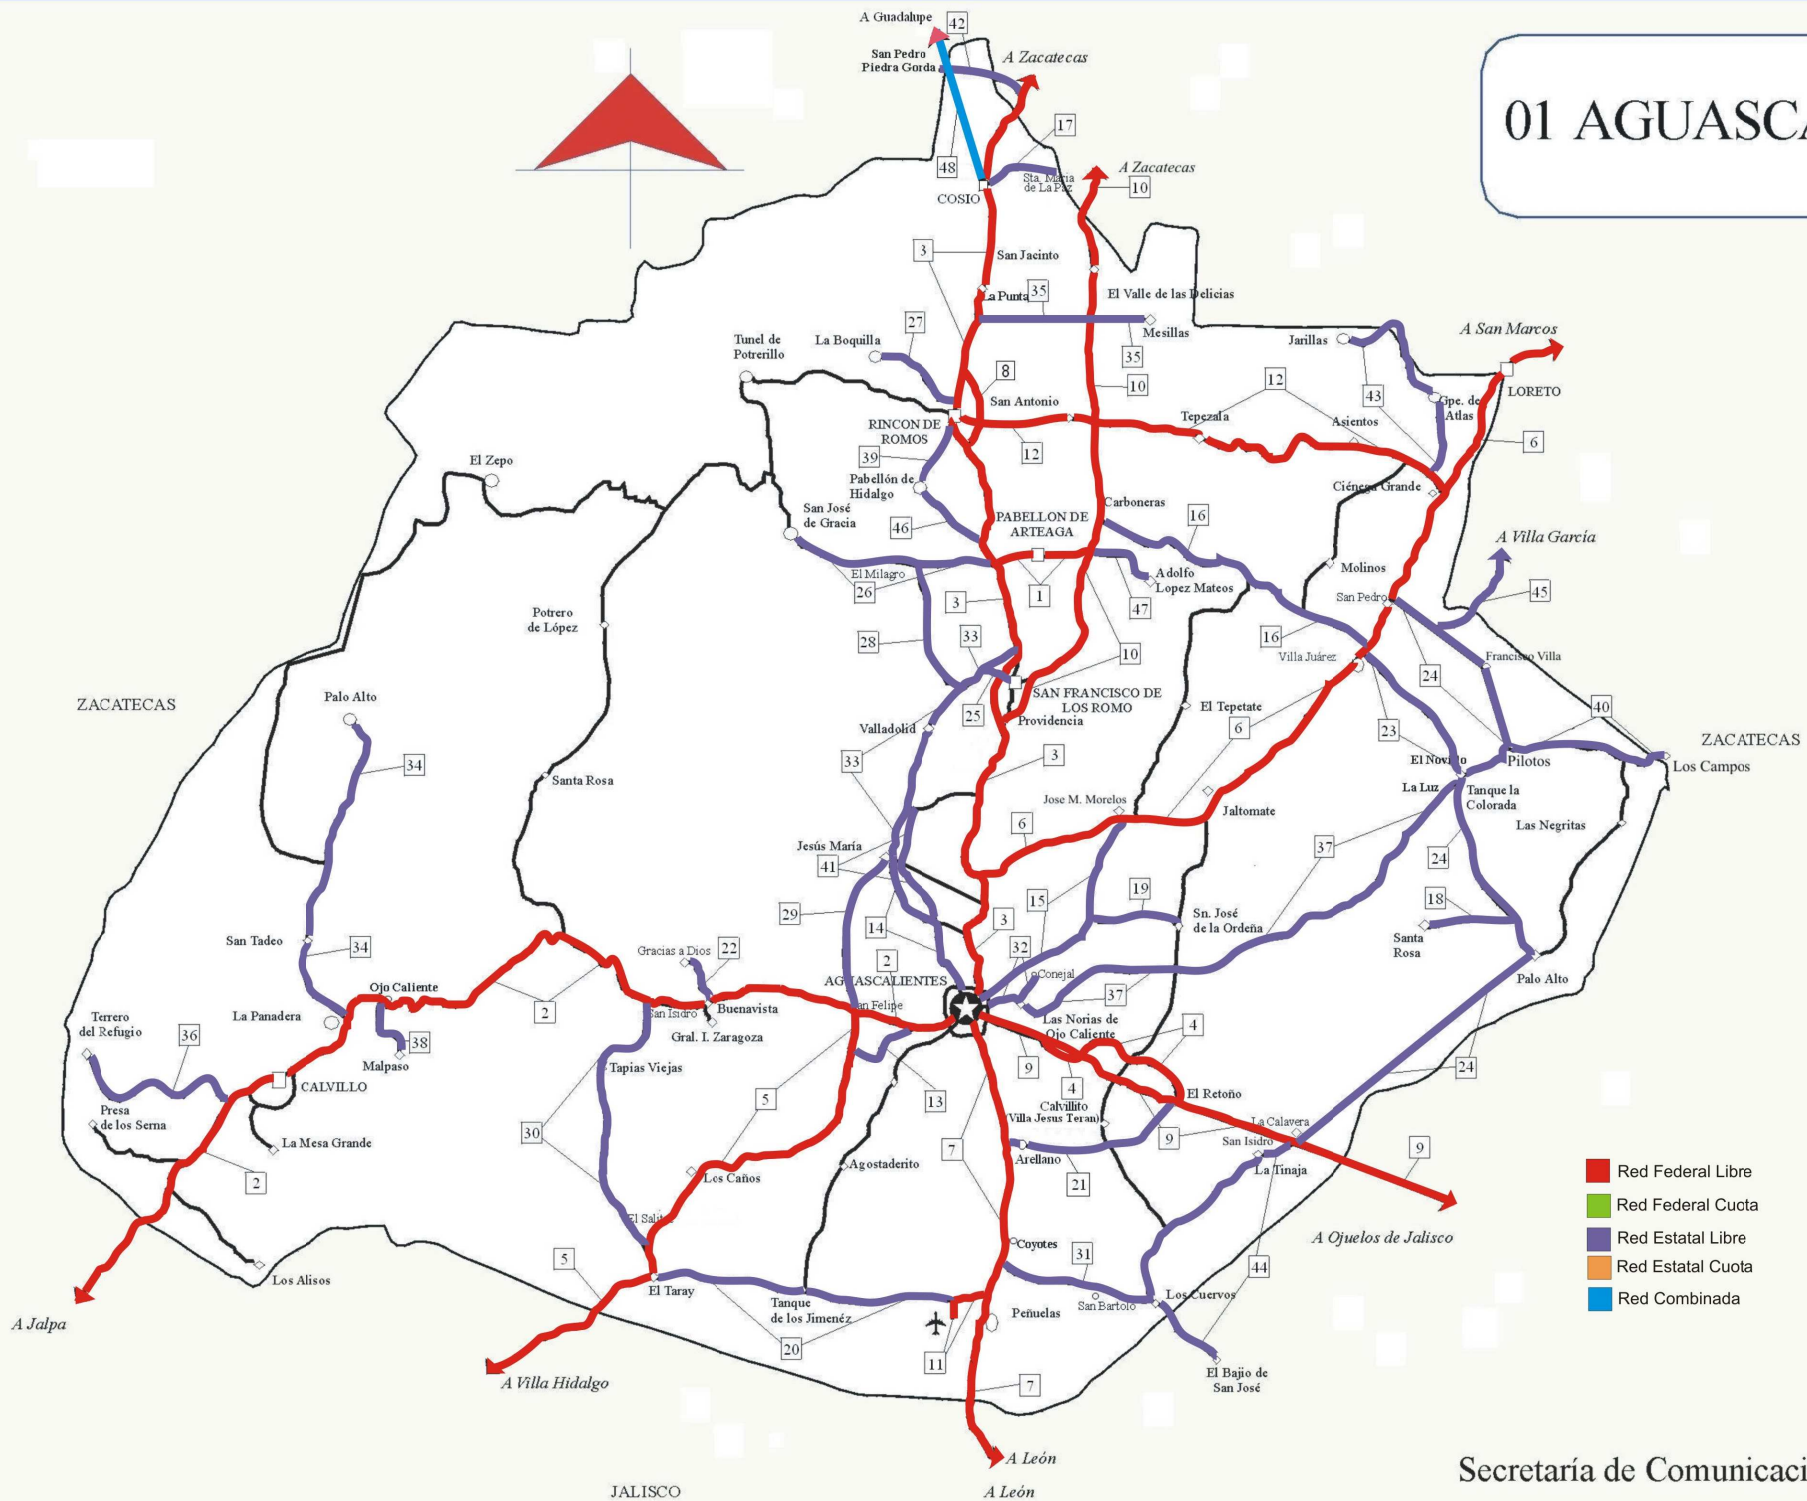 A Guadalupe
42
San Pedro
Piedra Gorda
A Zacatecas
01 AGUASCA
17
48
Sta. Maria
de La Paz
A Zacatecas
10
COSIO
3
San Jacinto
La Punta
35
El Valle de las Delicias
Mesillas
35
27
La Boquilla
Tunel de
Potrerillo
8
San Antonio
10
12
Tepezala
Asientos
Jarillas
A San Marcos
LORETO
43
Gpe. de
Atlas
6
RINCON DE
ROMOS
12
39
El Zepo
Pabellón de
Hidalgo
Ciénega Grande
San José
de Gracia
46
PABELLON DE
ARTEAGA
Carboneras
16
A Villa García
El Milagro
26
Adolfo
Lopez Mateos
Molinos
San Pedro
45
3
1
47
Potrero
de López
28
33
10
16
Villa Juárez
Francisco Villa
24
Palo Alto
ZACATECAS
SAN FRANCISCO DE
LOS ROMO
25
Providencia
Valladolid
El Tepetate
6
23
40
ZACATECAS
Los Campos
34
33
3
El Novillo
Pilotos
Santa Rosa
La Luz
Tanque la
Colorada
Jose M. Morelos
Jaltomate
Las Negritas
6
Jesús María
41
37
24
29
14
15
19
18
3
Sn. José
de la Ordeña
Santa
Rosa
San Tadeo
34
Gracias a Dios
22
2
32
Conejal
AGUASCALIENTES
Palo Alto
Ojo Caliente
2
37
San Felipe
La Panadera
San Isidro
Buenavista
Las Norias de
Ojo Caliente
4
Terrero
del Refugio
36
38
Gral. I. Zaragoza
Malpaso
Tapias Viejas
9
4
24
CALVILLO
5
13
El Retoño
Presa
de los Serna
Calvillito
(Villa Jesus Teran)
La Calavera
30
9
La Mesa Grande
San Isidro
9
7
Arellano
La Tinaja
Agostaderito
Los Caños
2
21
Red Federal Libre
Red Federal Cuota
Red Estatal Libre
Red Estatal Cuota
Red Combinada
El Salito
Coyotes
A Ojuelos de Jalisco
5
31
44
Los Alisos
El Taray
Tanque
de los Jiménez
San Bartolo
Los Cuervos
Peñuelas
A Jalpa
20
11
A Villa Hidalgo
7
El Bajio de
San José
A León
Secretaría de Comunicaci
JALISCO
A León